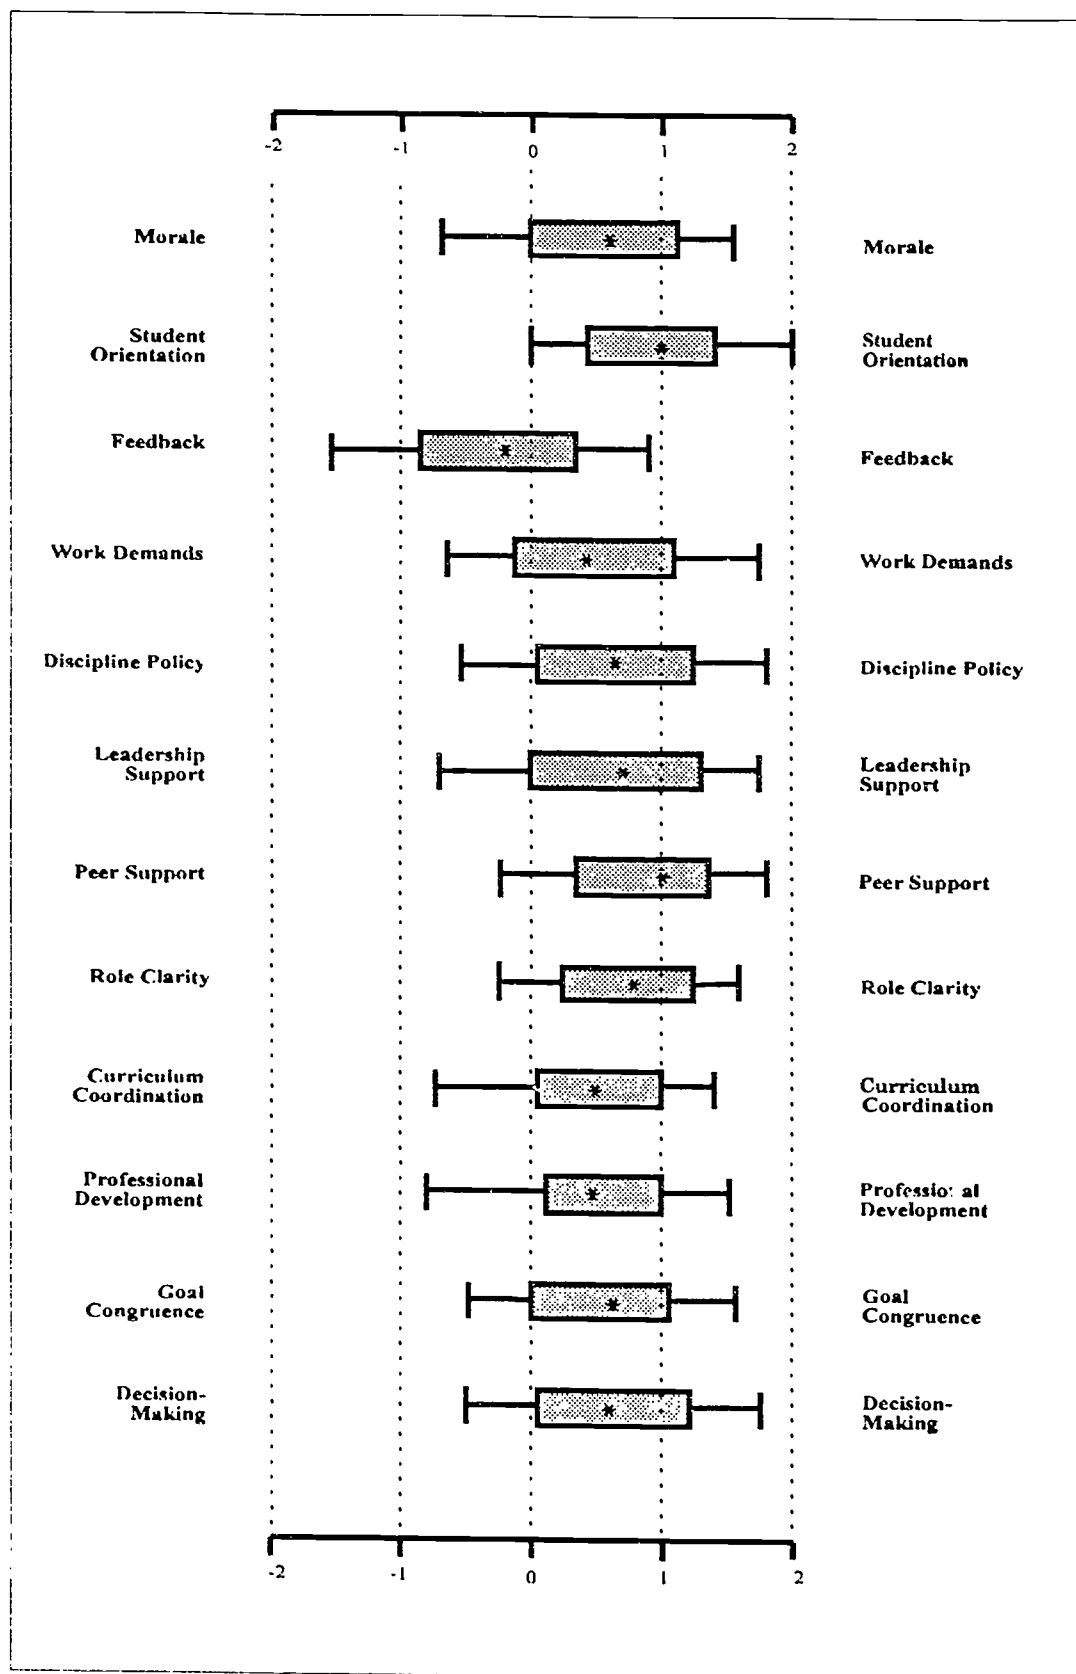 -2 -1 0 1 2
Morale Morale
Student Student
Orientation Orientation
Feedback Feedback
Work Demands Work Demands
Discipline Policy Discipline Policy
Leadership Leadership
Support Support
Peer Support Peer Support
Role Clarity Role Clarity
Curriculum Curriculum
Coordination Coordination
Professional Professio al
Development Development
Goal Goal
Congruence Congruence
Decision- Decision-
Making Making
-2 -1 0 1 2